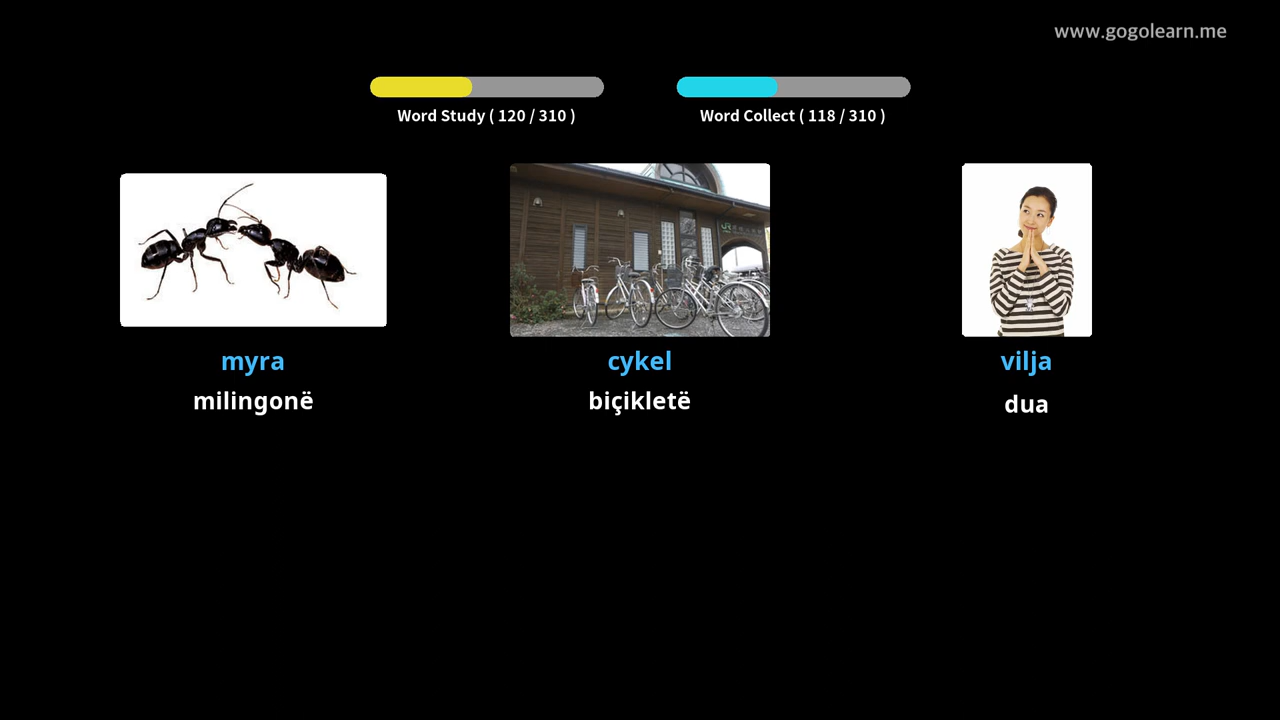 www.gogolearn.me
Word Study ( 120 / 310 )
Word Collect ( 118 / 310 )
myra
cykel
vilja
milingonë
biçikletë
dua